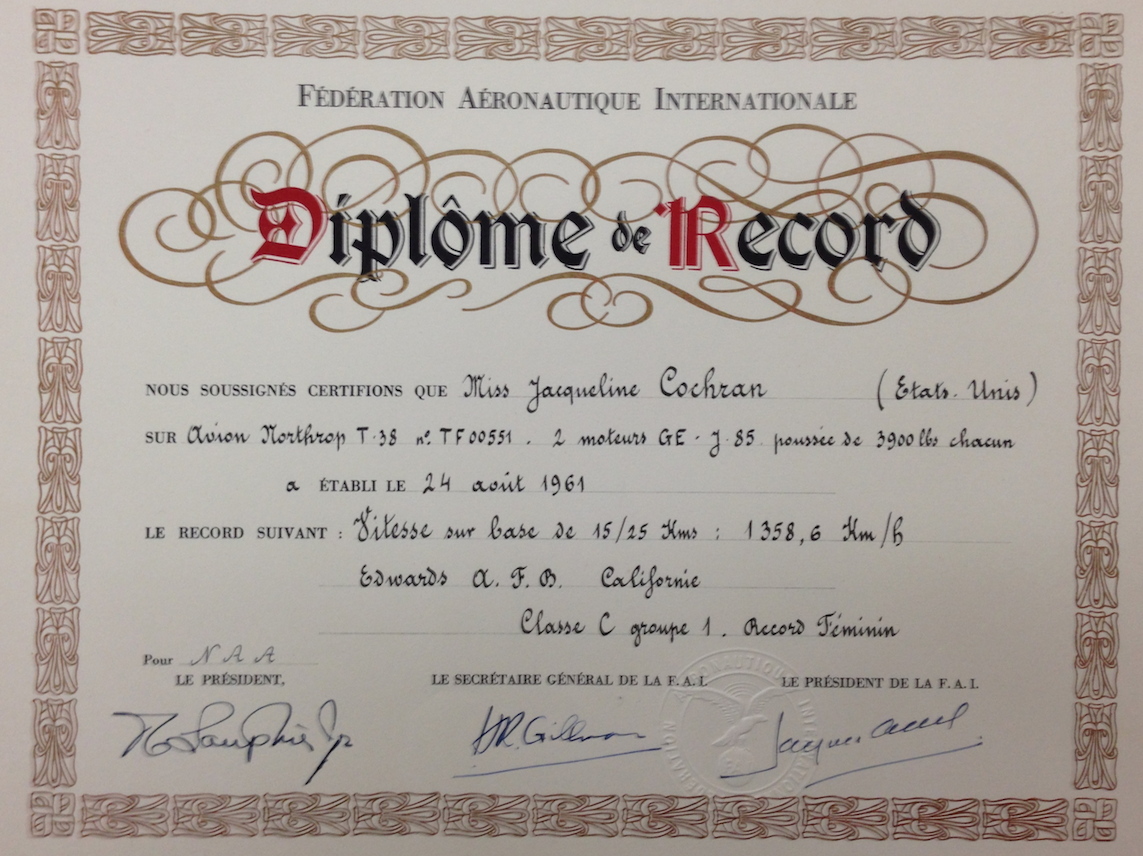 FÉDÉRATION AÉRONAUTIQUE INTERNATIONALE
Diplôme de Record
NOUS SOUSSIGNÉS CERTIFIONS QUE Miss Jacqueline Cochran (Etats-Unis)
SUR Avion Northrop T-38 n° TF00551. 2 moteurs GE-J-85 poussée de 3900 lbs chacun
a ÉTABLI LE 24 août 1961
LE RECORD SUIVANT : Vitesse sur base de 15/25 Kms : 1358,6 Km/h
Edwards A.F.B. Californie
Classe C groupe 1. Record Féminin
Pour NAA
LE PRÉSIDENT,
LE SECRÉTAIRE GÉNÉRAL DE LA F.A.I.
LE PRÉSIDENT DE LA F.A.I.